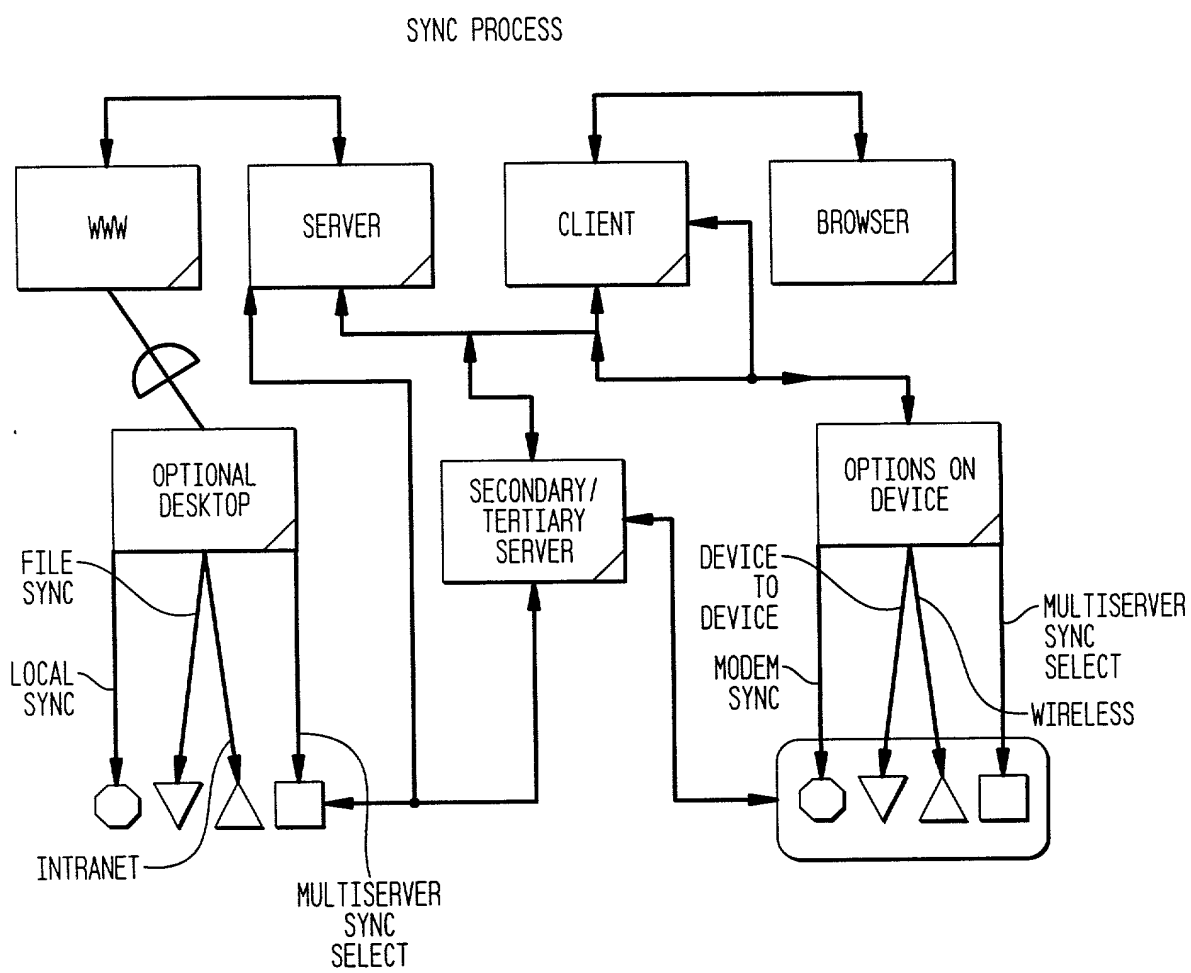 SYNC PROCESS
WWW
SERVER
CLIENT
BROWSER
OPTIONAL
DESKTOP
SECONDARY/
TERTIARY
SERVER
OPTIONS ON
DEVICE
FILE
SYNC
LOCAL
SYNC
INTRANET
MULTISERVER
SYNC
SELECT
DEVICE
TO
DEVICE
MODEM
SYNC
MULTISERVER
SYNC
SELECT
WIRELESS